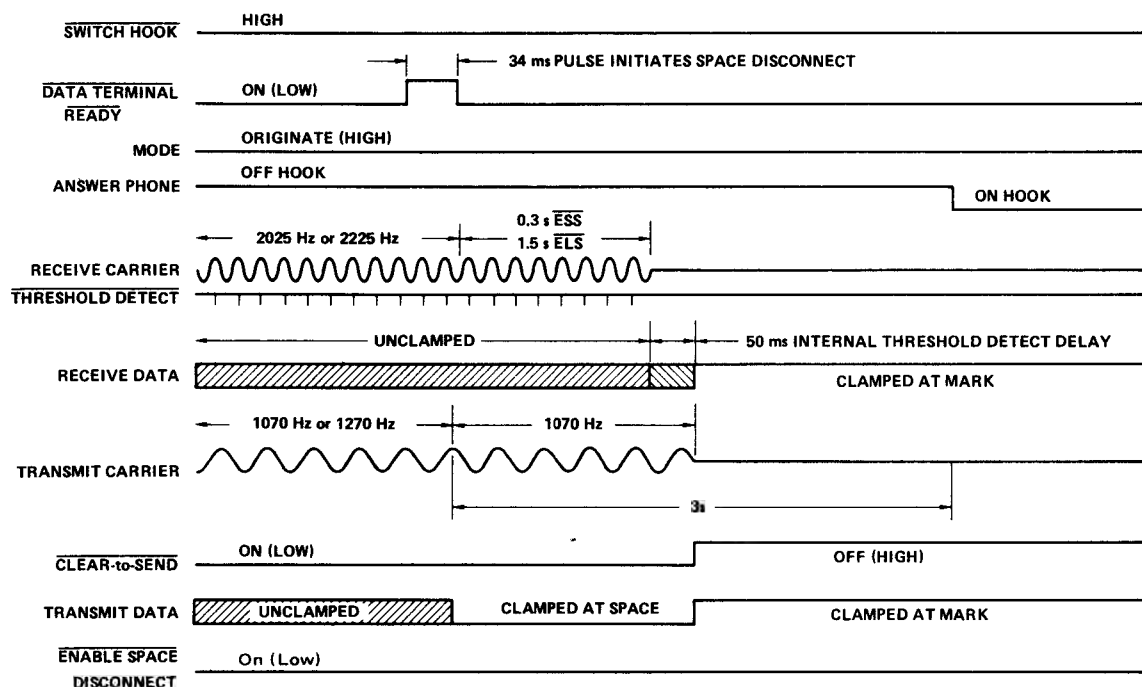 HIGH
SWITCH HOOK
34 ms PULSE INITIATES SPACE DISCONNECT
DATA TERMINAL
READY
ON (LOW)
MODE
ORIGINATE (HIGH)
ANSWER PHONE
OFF HOOK
ON HOOK
2025 Hz or 2225 Hz
0.3 s ESS
1.5 s ELS
RECEIVE CARRIER
THRESHOLD DETECT
UNCLAMPED
50 ms INTERNAL THRESHOLD DETECT DELAY
RECEIVE DATA
CLAMPED AT MARK
1070 Hz or 1270 Hz
1070 Hz
TRANSMIT CARRIER
3s
CLEAR-to-SEND
ON (LOW)
OFF (HIGH)
TRANSMIT DATA
UNCLAMPED
CLAMPED AT SPACE
CLAMPED AT MARK
ENABLE SPACE
DISCONNECT
On (Low)